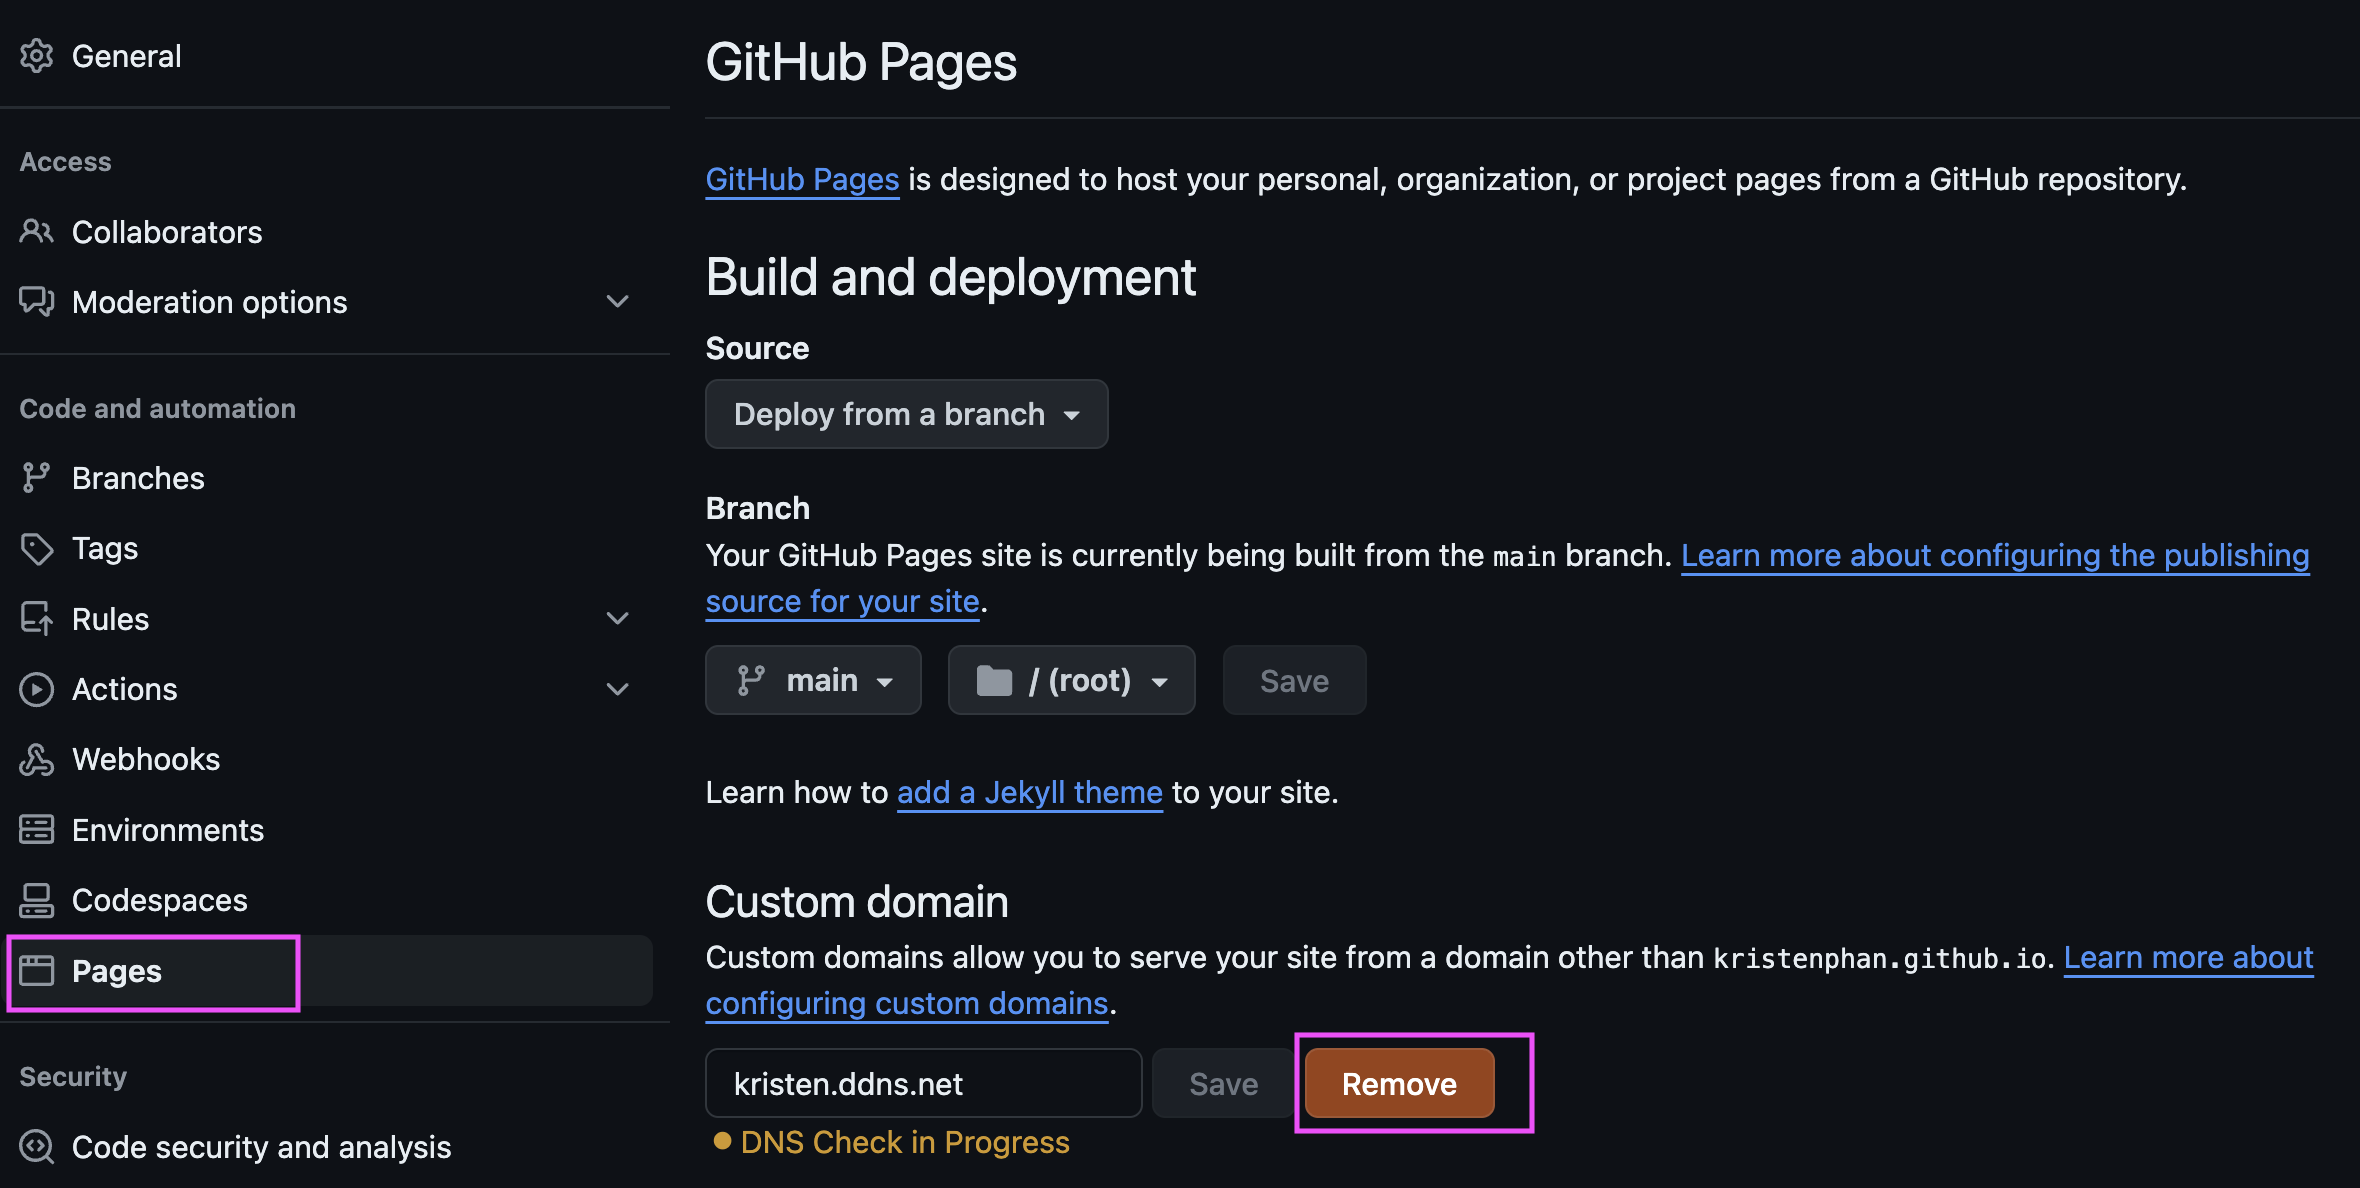 General
Access
Collaborators
Moderation options
Code and automation
Branches
Tags
Rules
Actions
Webhooks
Environments
Codespaces
Pages
Security
Code security and analysis
GitHub Pages
GitHub Pages is designed to host your personal, organization, or project pages from a GitHub repository.
Build and deployment
Source
Deploy from a branch
Branch
Your GitHub Pages site is currently being built from the main branch. Learn more about configuring the publishing
source for your site.
main / (root) Save
Learn how to add a Jekyll theme to your site.
Custom domain
Custom domains allow you to serve your site from a domain other than kristenphan.github.io. Learn more about
configuring custom domains.
kristen.ddns.net Save Remove
DNS Check in Progress